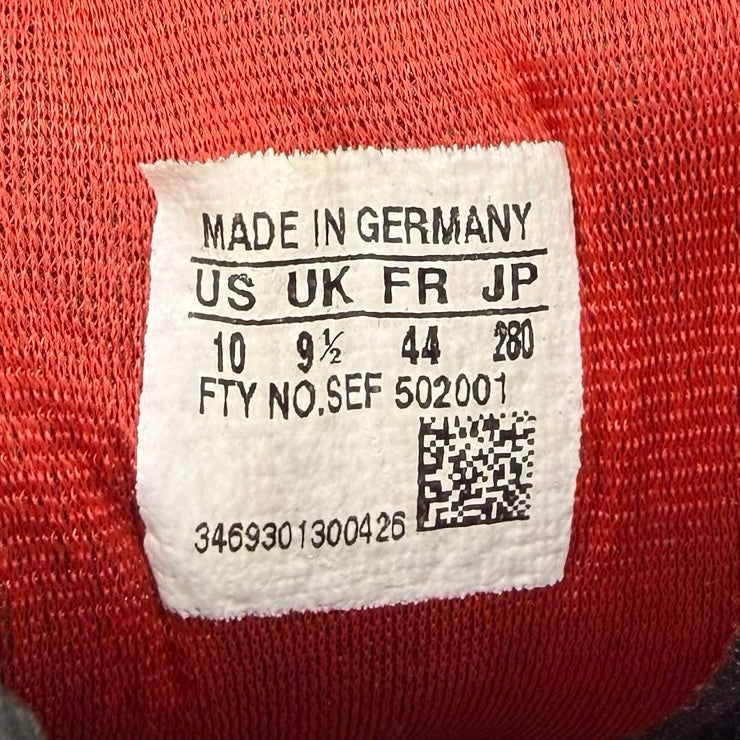 MADE IN GERMANY
US UK FR JP
10 9½ 44 280
FTY NO.SEF 502001
3469301300426